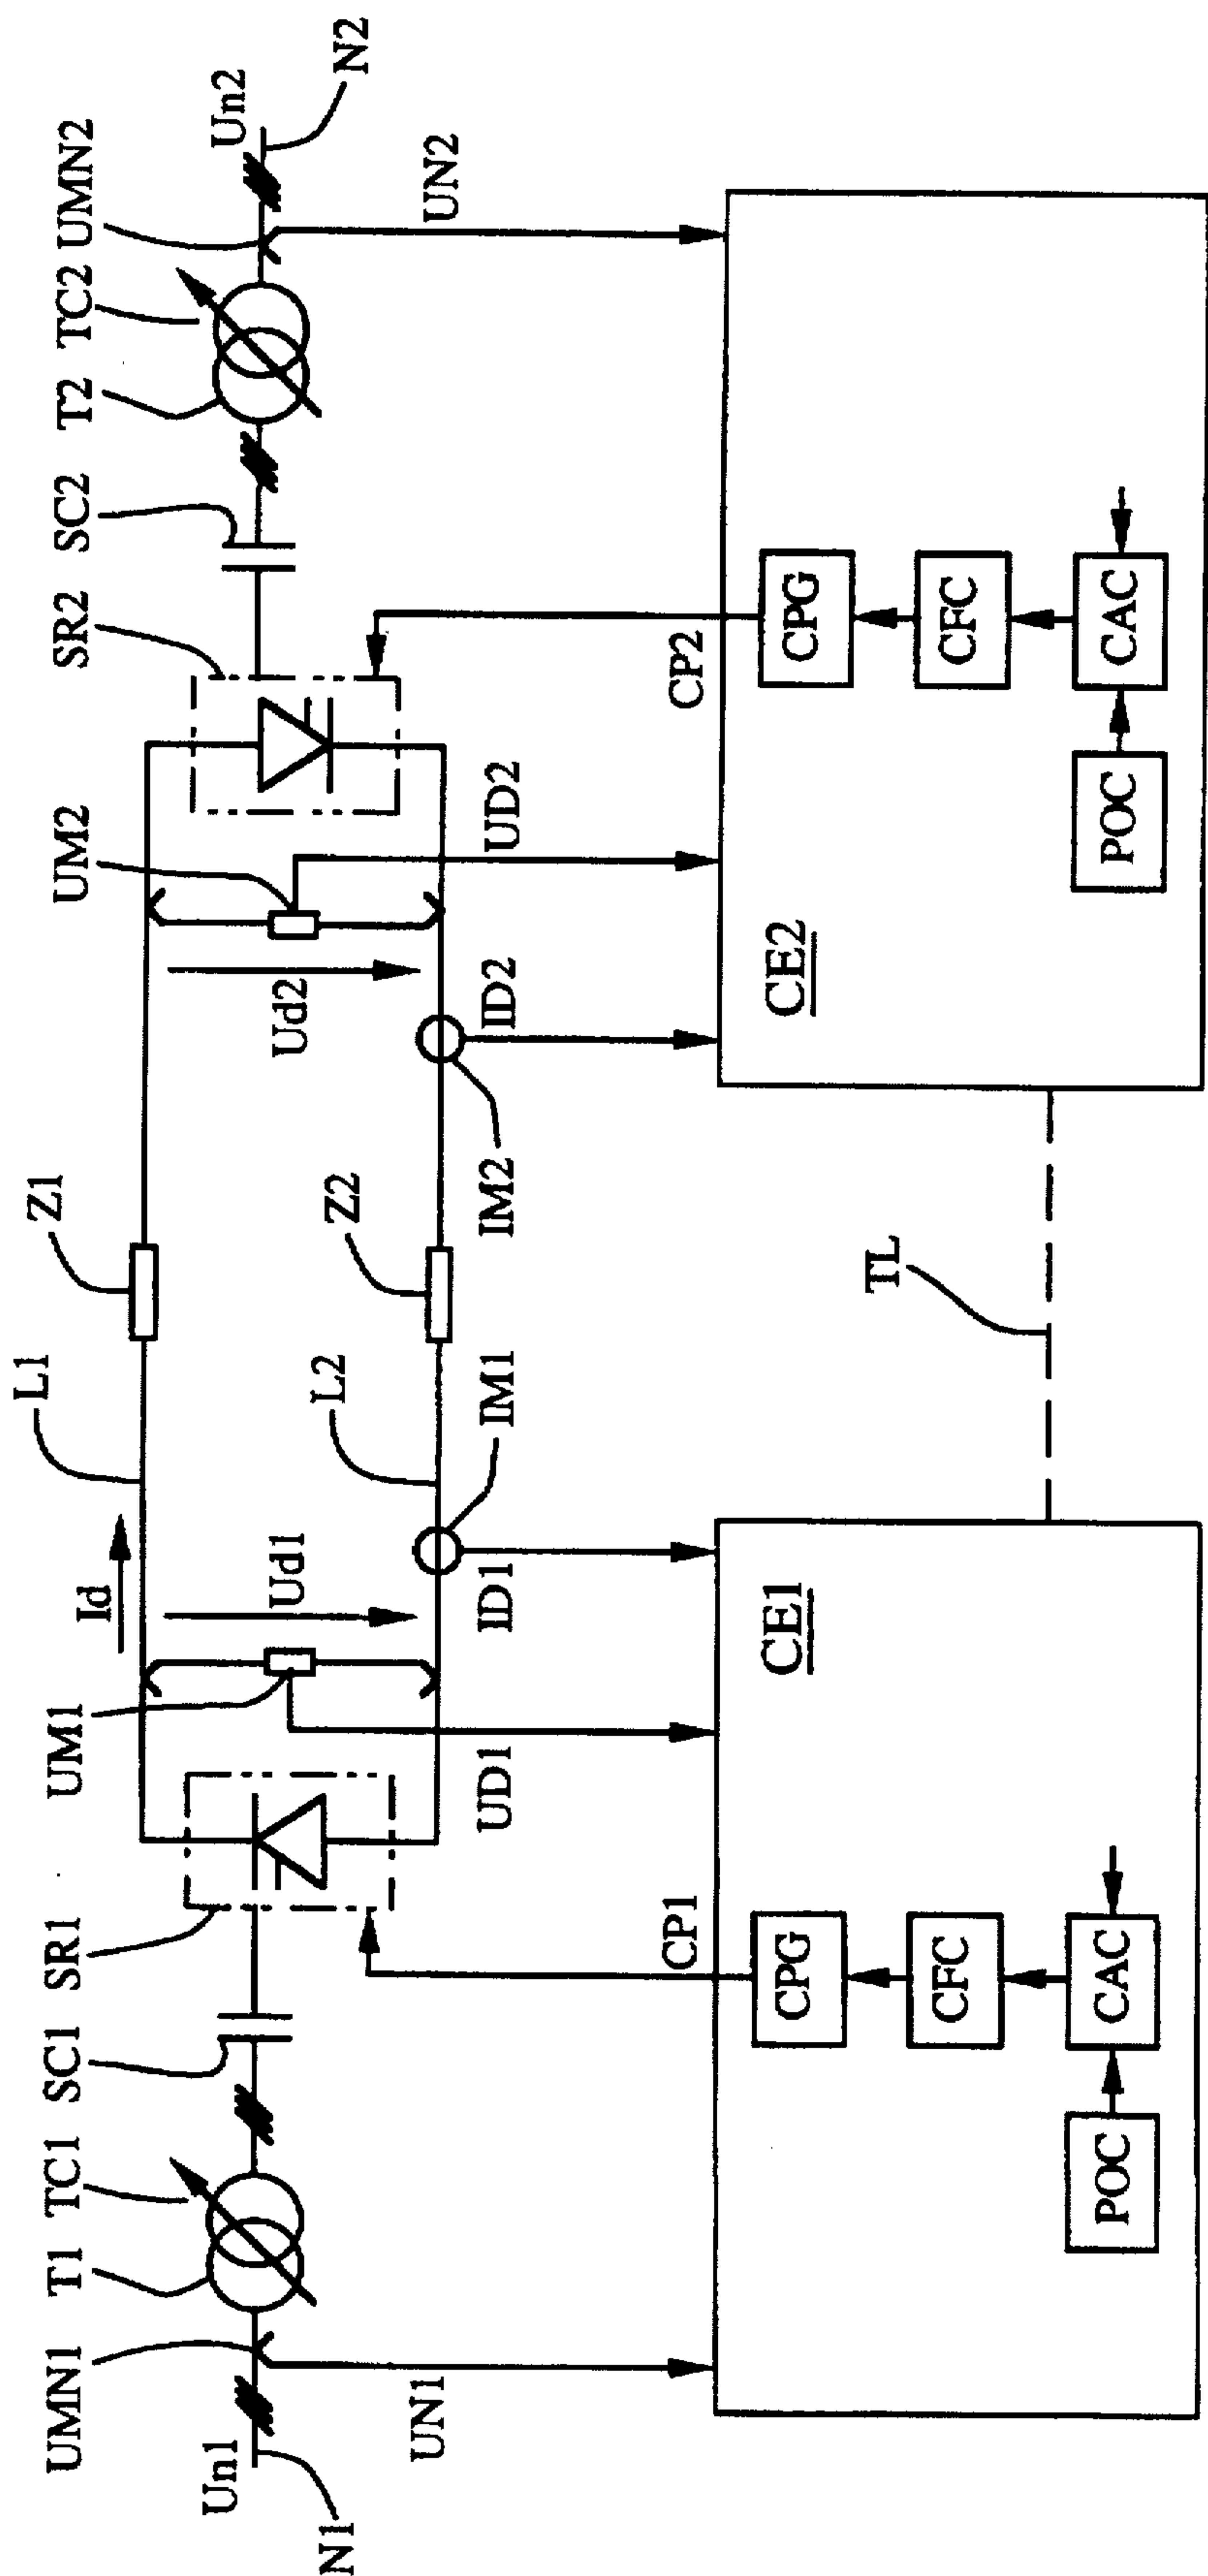 UMN1 T1 TC1 SC1 SR1 UM1 L1 Z1 UM2 SR2 SC2 T2 TC2 UMN2
Un1 Id Un2
N1 N2
Ud1 Ud2
L2 Z2
UN1 UD1 ID1 IM1 IM2 ID2 UD2 UN2
CP1 CP2
CE1 TL CE2
CPG CPG
CFC CFC
POC CAC POC CAC